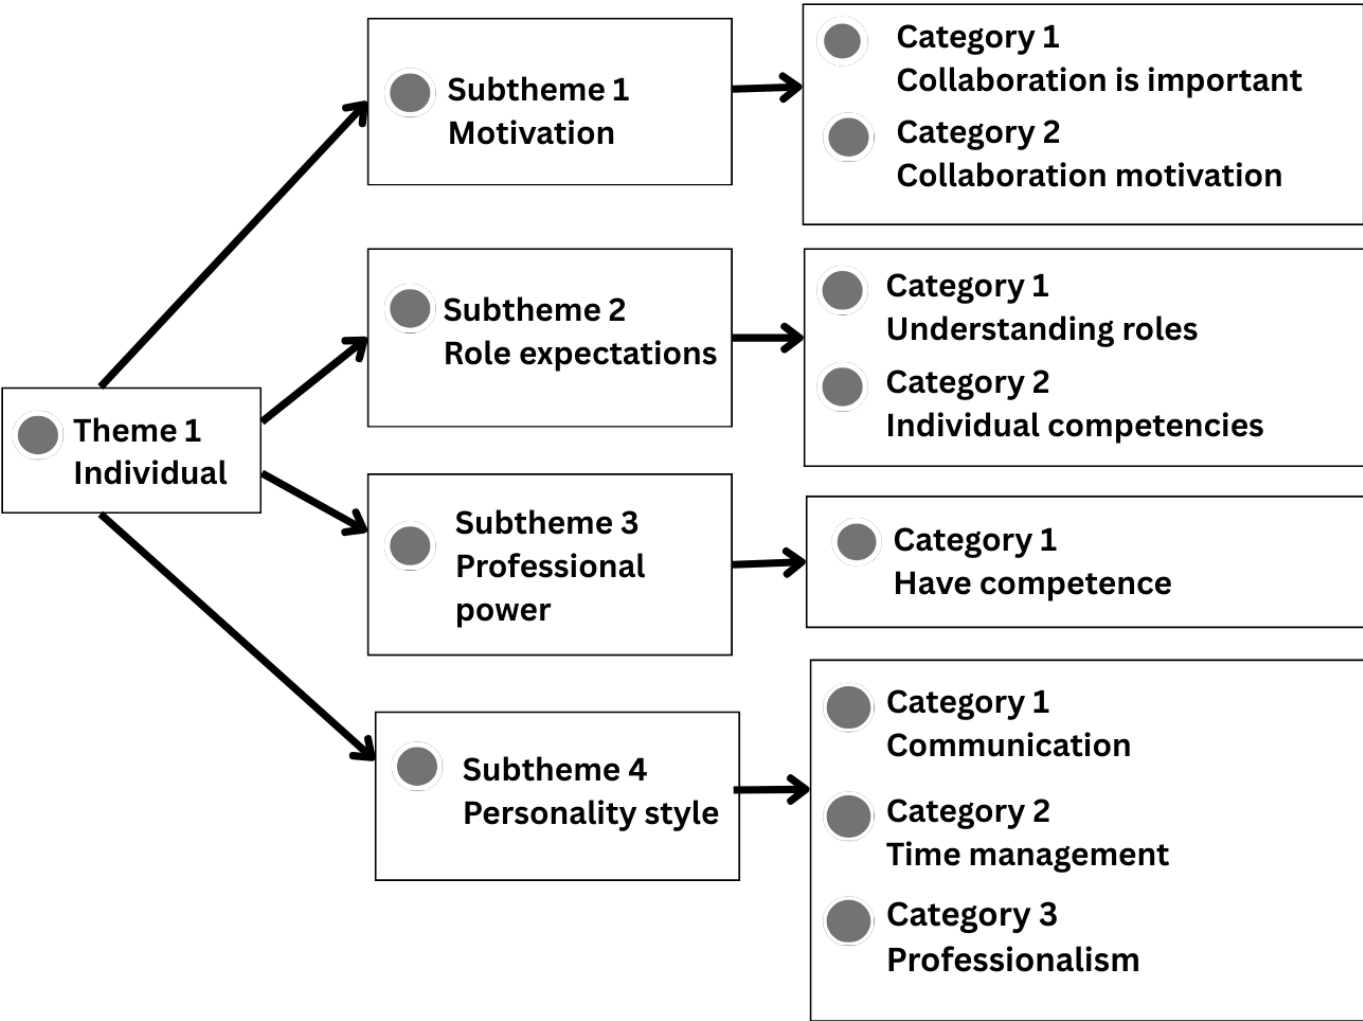 Theme 1
Individual
Subtheme 1
Motivation
Category 1
Collaboration is important
Category 2
Collaboration motivation
Subtheme 2
Role expectations
Category 1
Understanding roles
Category 2
Individual competencies
Subtheme 3
Professional
power
Category 1
Have competence
Subtheme 4
Personality style
Category 1
Communication
Category 2
Time management
Category 3
Professionalism